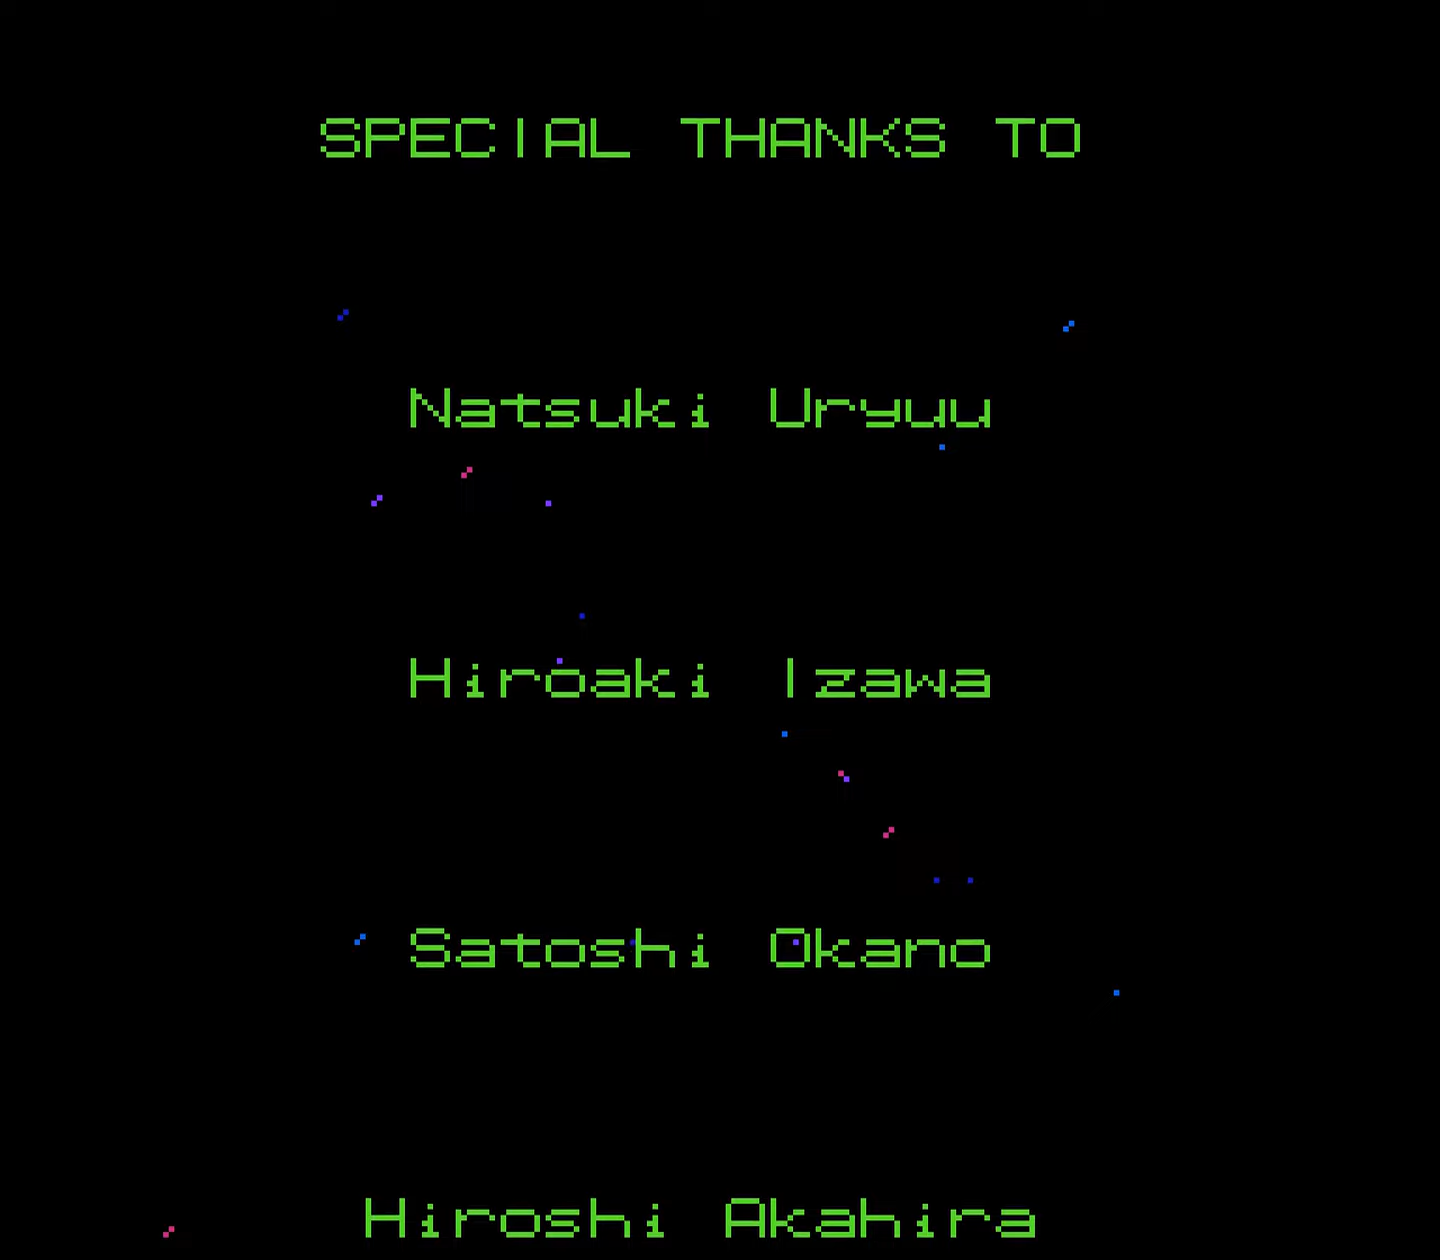 SPECIAL THANKS TO
Natsuki Uryuu
Hiroaki Izawa
Satoshi Okano
Hiroshi Akahira